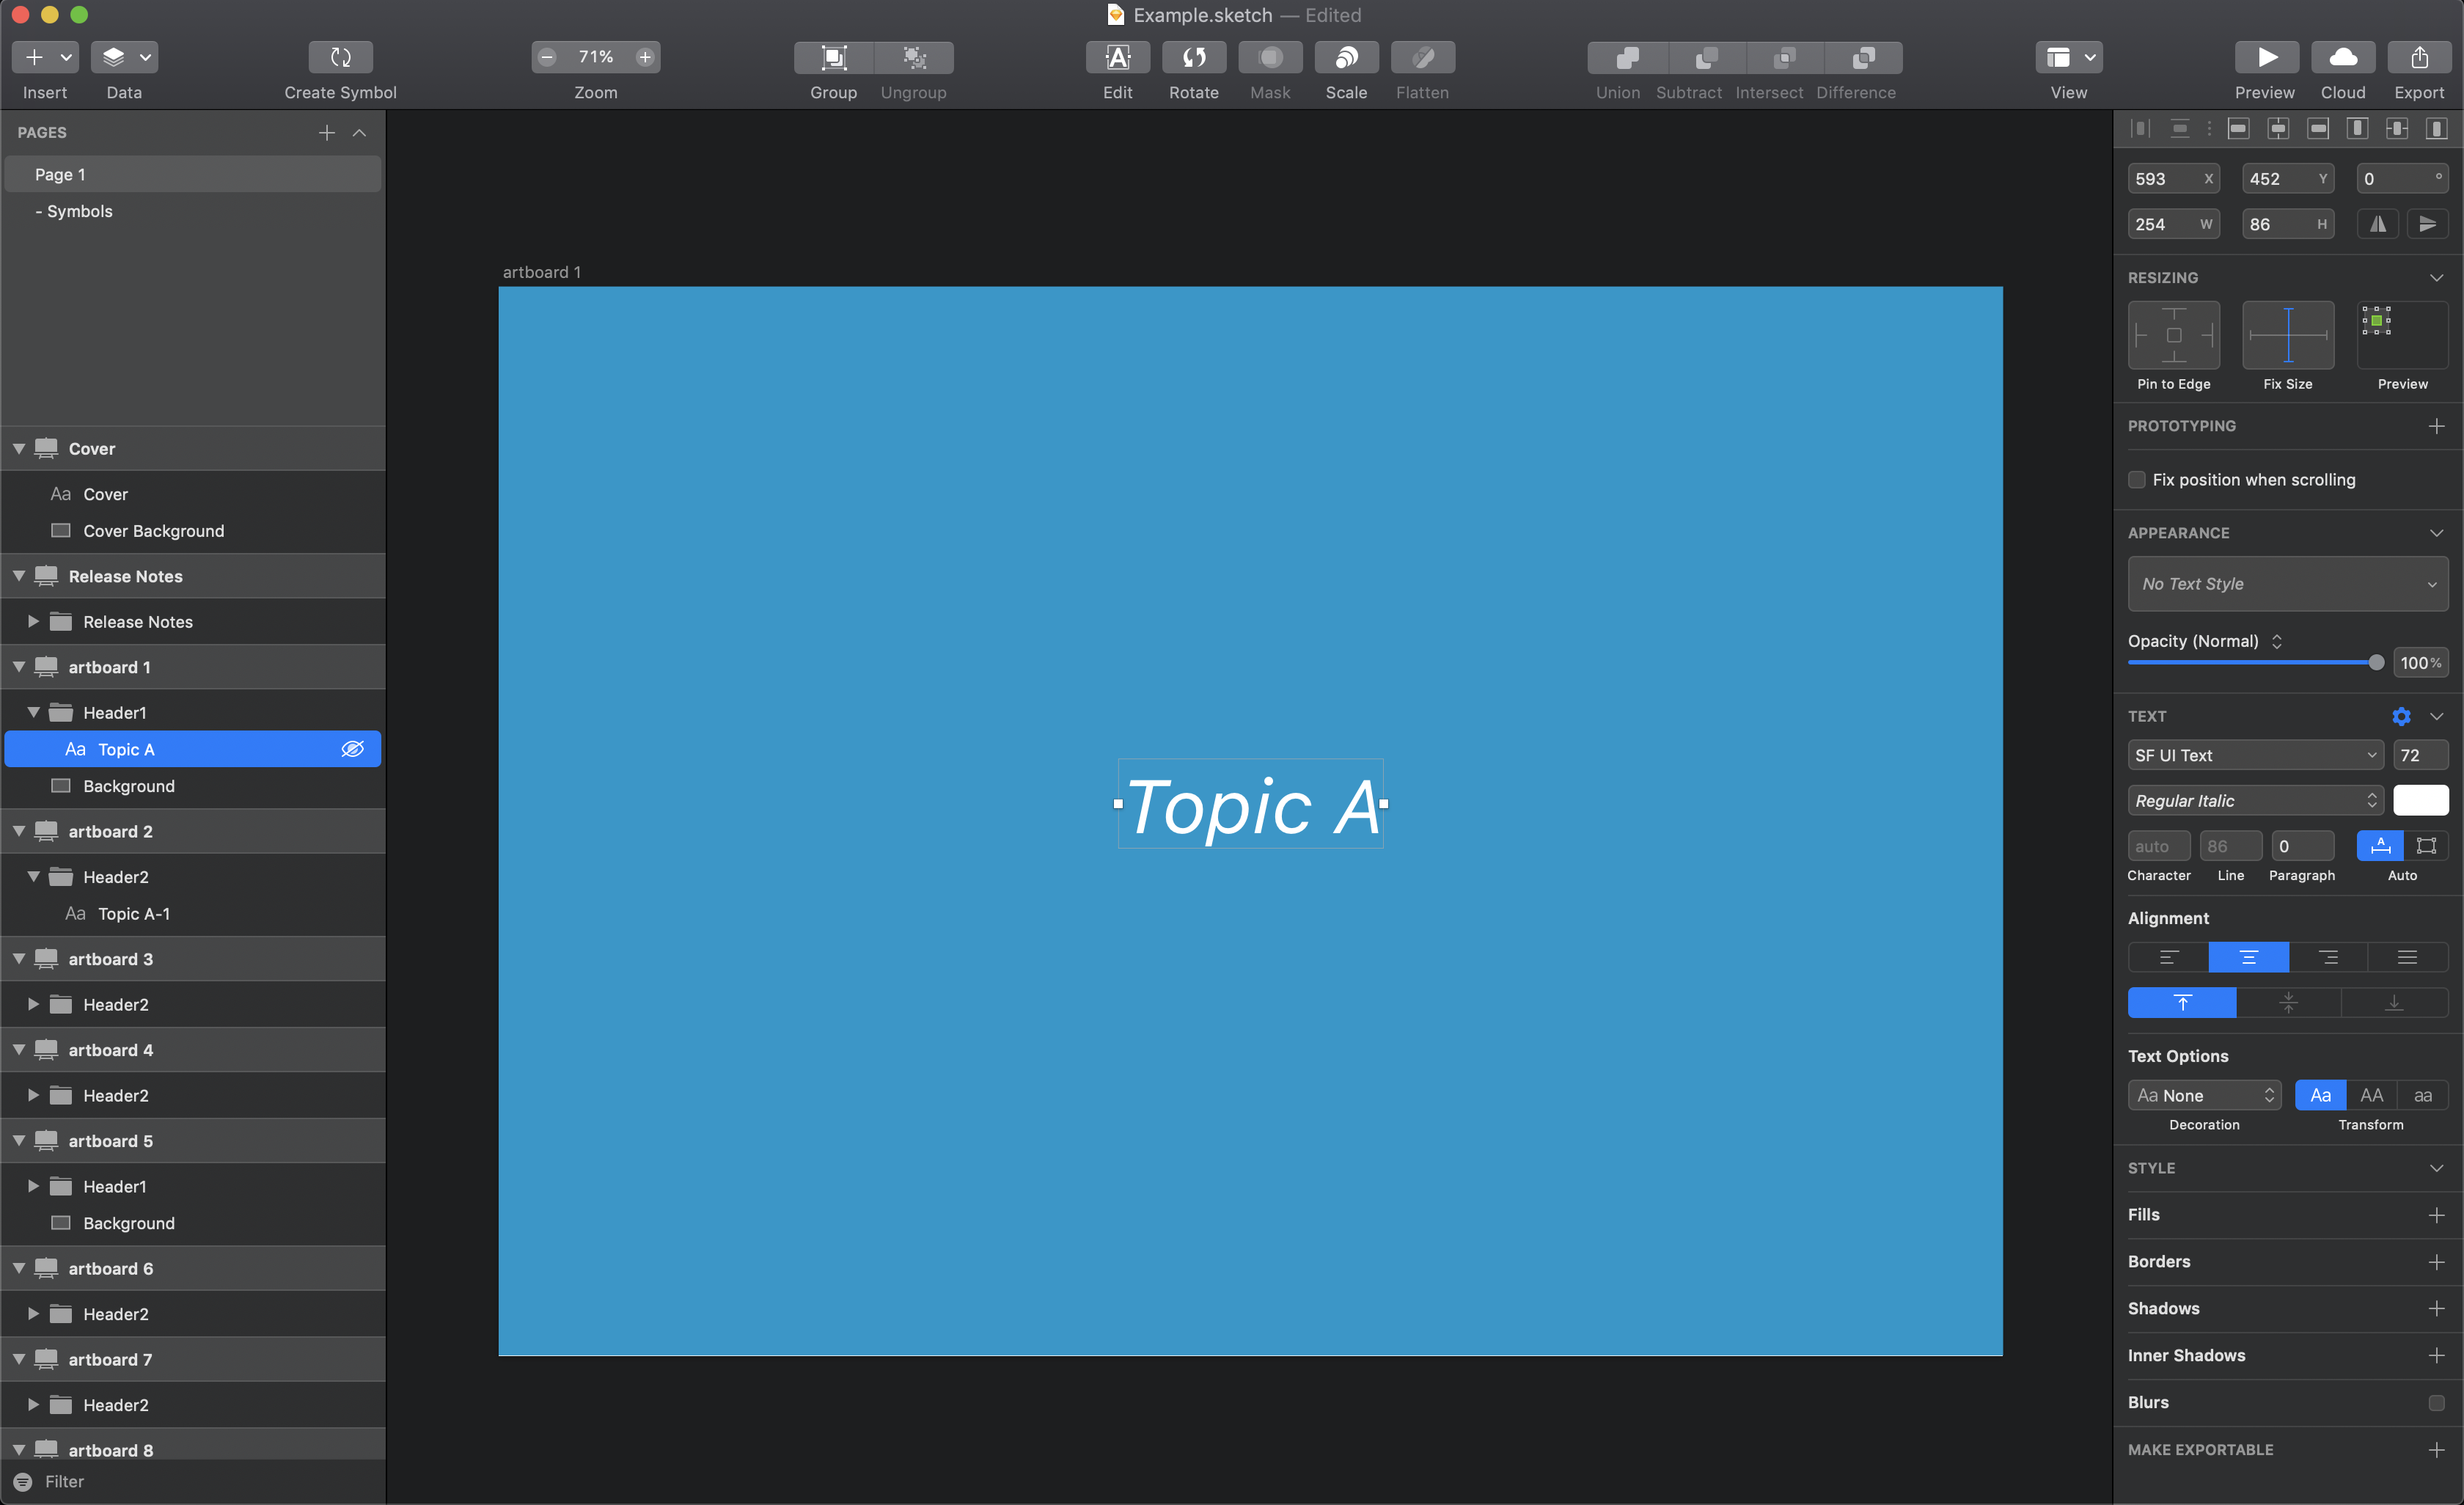 Example.sketch — Edited
71%
Insert Data Create Symbol Zoom Group Ungroup Edit Rotate Mask Scale Flatten Union Subtract Intersect Difference View Preview Cloud Export
PAGES
Page 1
- Symbols
Cover
Aa Cover
Cover Background
Release Notes
Release Notes
artboard 1
Header1
Aa Topic A
Background
artboard 2
Header2
Aa Topic A-1
artboard 3
Header2
artboard 4
Header2
artboard 5
Header1
Background
artboard 6
Header2
artboard 7
Header2
artboard 8
Filter
artboard 1
Topic A
593 X 452 Y 0 °
254 W 86 H
RESIZING
Pin to Edge Fix Size Preview
PROTOTYPING
Fix position when scrolling
APPEARANCE
No Text Style
Opacity (Normal)
100%
TEXT
SF UI Text 72
Regular Italic
auto 86 0 A
Character Line Paragraph Auto
Alignment
Text Options
Aa None Aa AA aa
Decoration Transform
STYLE
Fills
Borders
Shadows
Inner Shadows
Blurs
MAKE EXPORTABLE